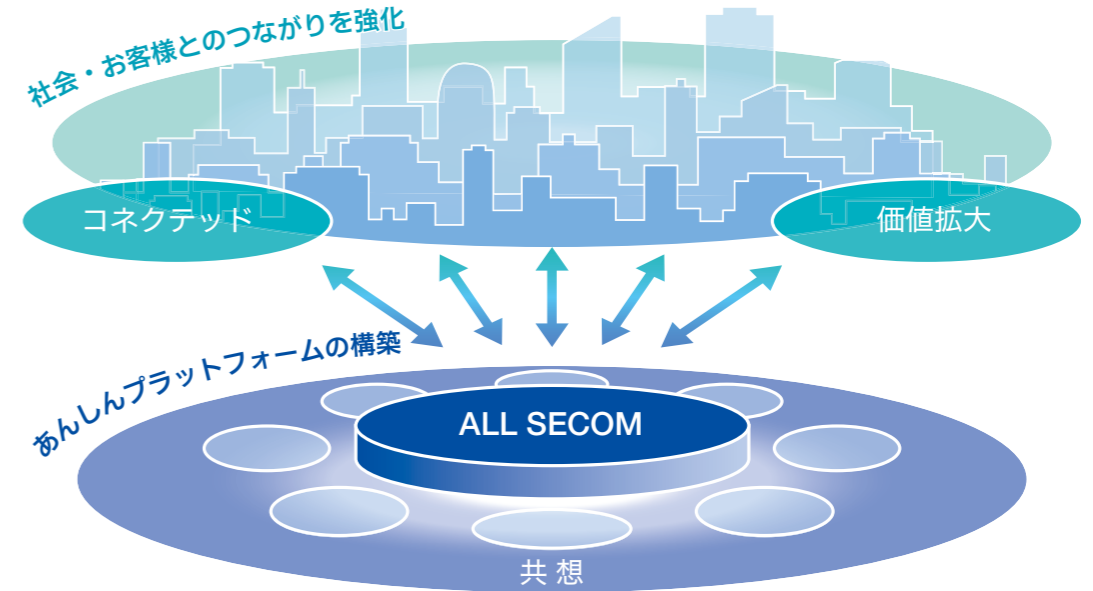 社会・お客様とのつながりを強化
コネクテッド
価値拡大
あんしんプラットフォームの構築
ALL SECOM
共想